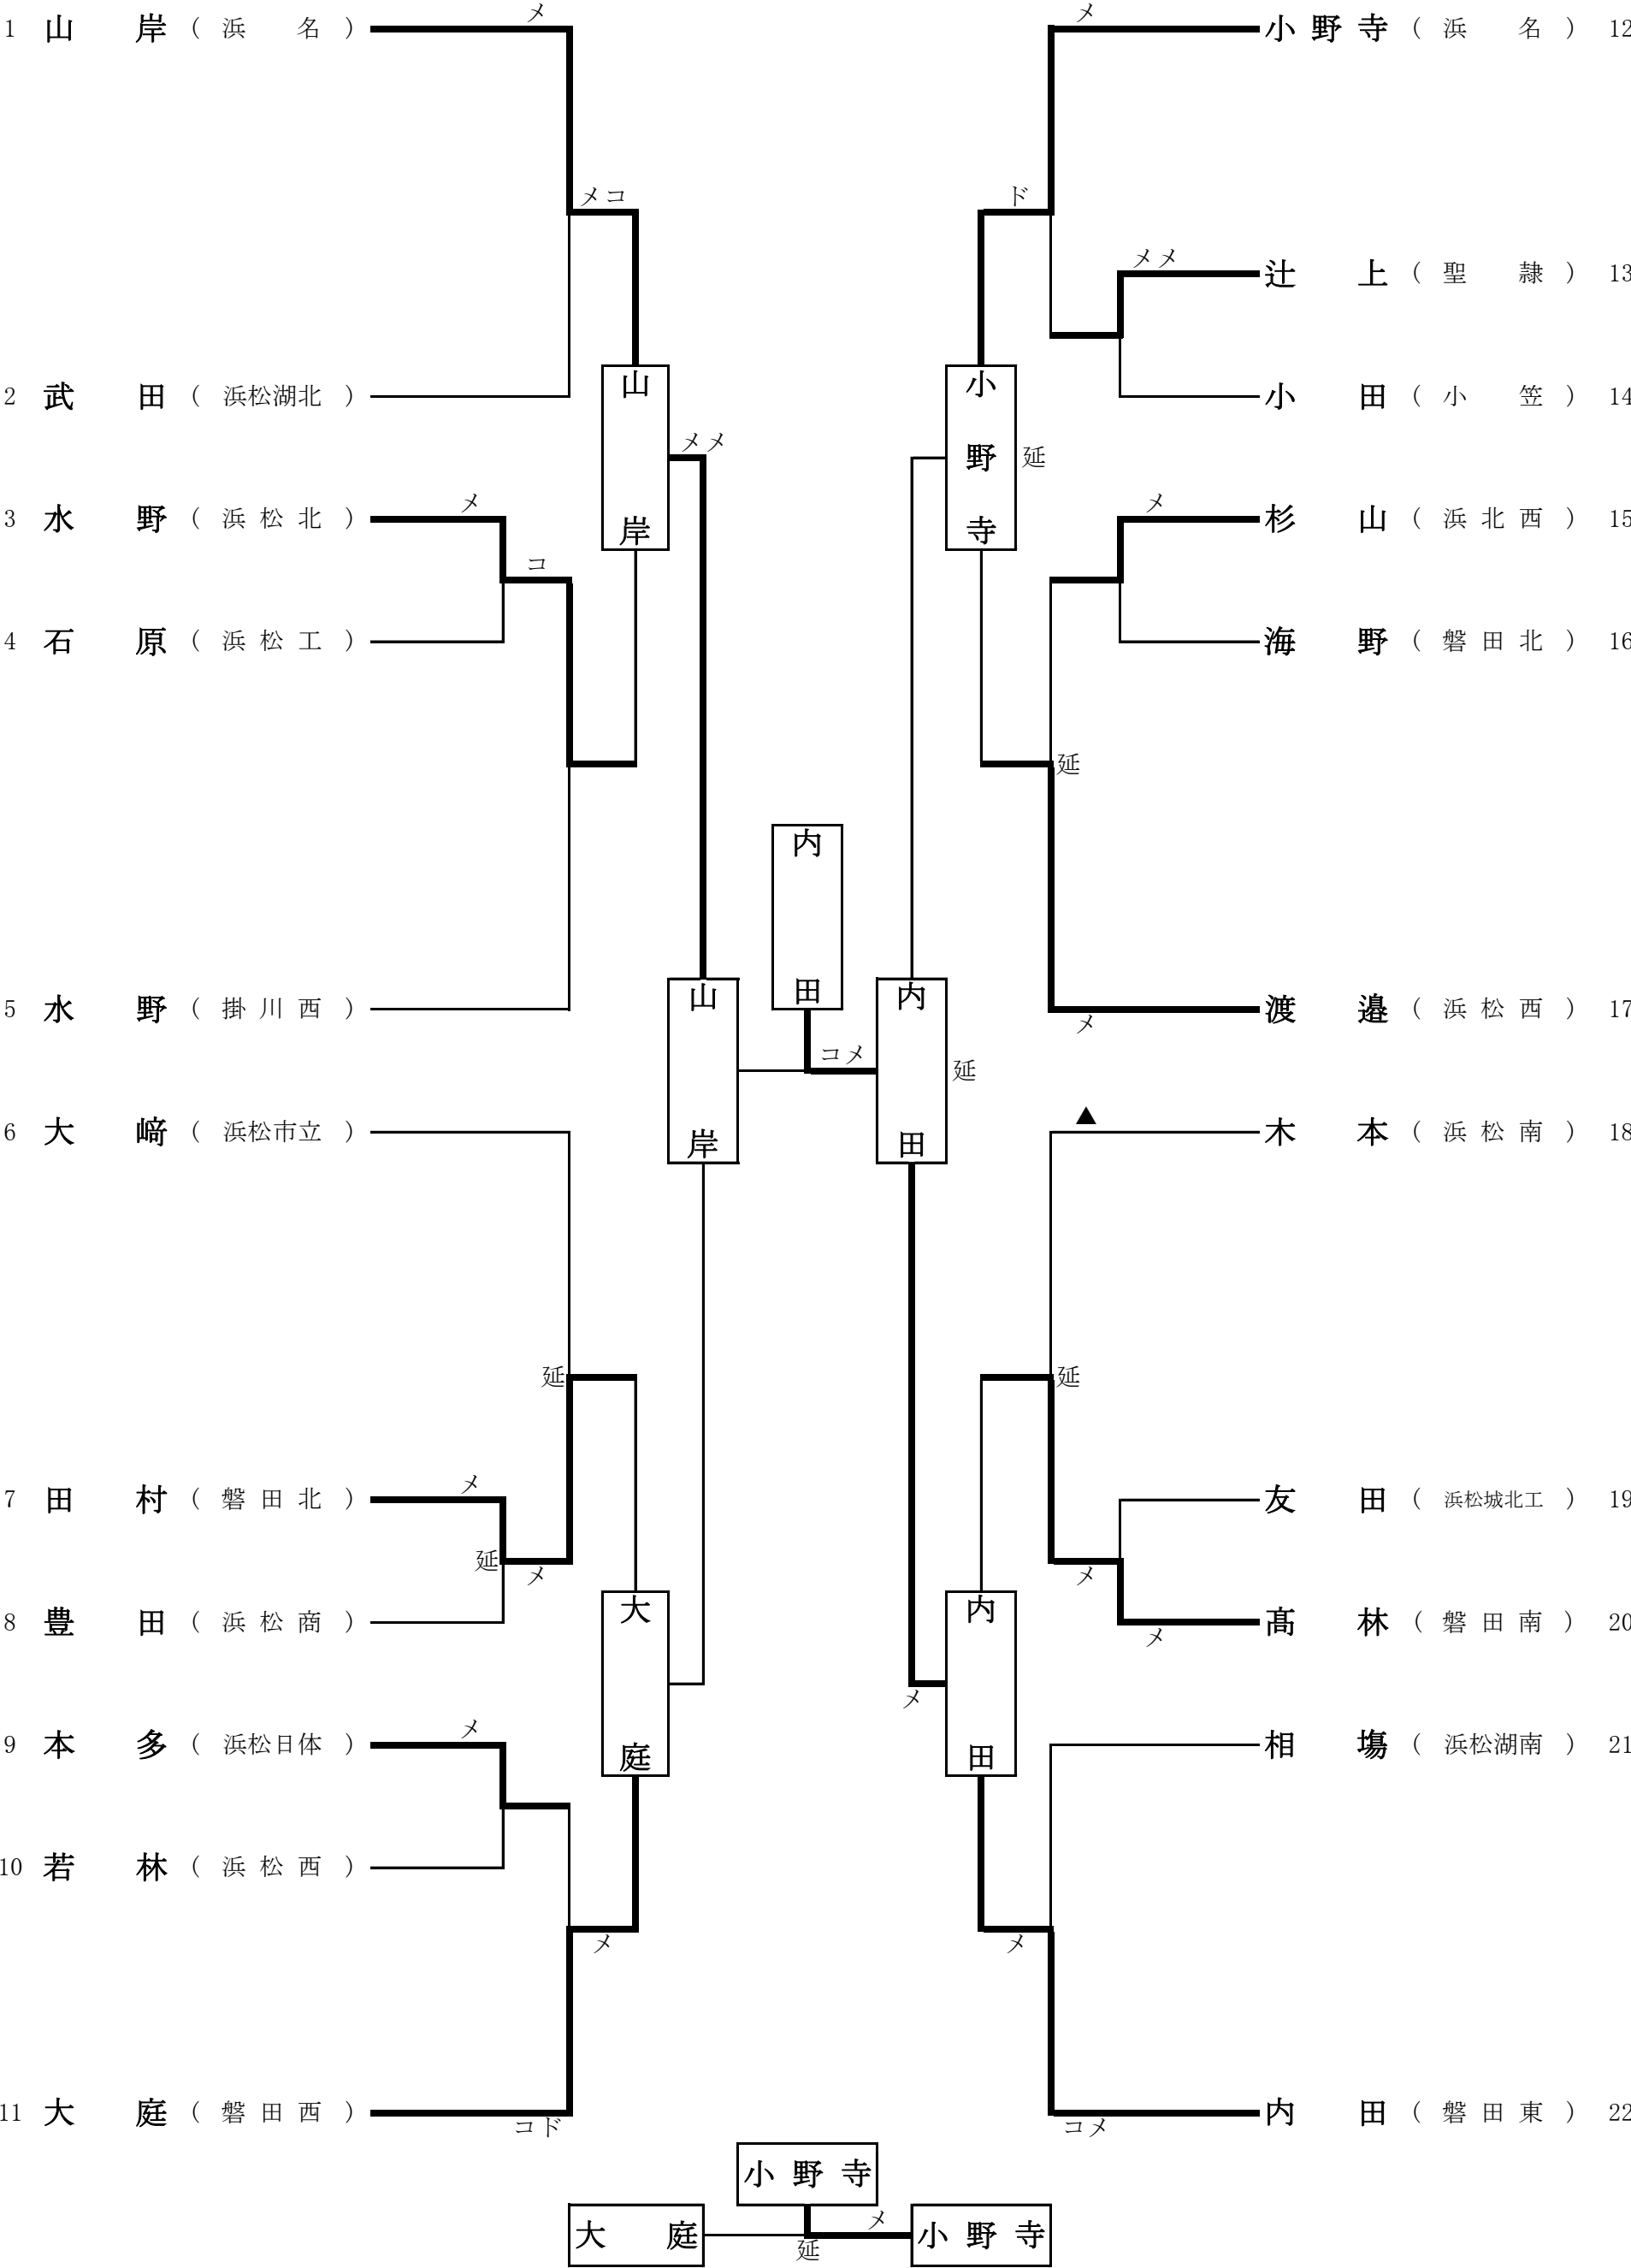 1 山岸 （ 浜名 ）
メ
2 武田 （ 浜松湖北 ）
メコ
3 水野 （ 浜松北 ）
メ
コ
4 石原 （ 浜松工 ）
5 水野 （ 掛川西 ）
6 大﨑 （ 浜松市立 ）
延
7 田村 （ 磐田北 ）
メ
延
メ
8 豊田 （ 浜松商 ）
9 本多 （ 浜松日体 ）
メ
10 若林 （ 浜松西 ）
メ
11 大庭 （ 磐田西 ）
コド
山岸
メメ
大庭
山岸
内田
コメ
内田
延
小野寺
延
内田
メ
メ
小野寺 （ 浜名 ） 12
ド
メメ
辻上 （ 聖隷 ） 13
小田 （ 小笠 ） 14
メ
杉山 （ 浜北西 ） 15
海野 （ 磐田北 ） 16
延
渡邉 （ 浜松西 ） 17
メ
▲
木本 （ 浜松南 ） 18
延
友田 （ 浜松城北工 ） 19
メ
髙林 （ 磐田南 ） 20
メ
相塲 （ 浜松湖南 ） 21
メ
内田 （ 磐田東 ） 22
コメ
小野寺
大庭
メ
延
小野寺